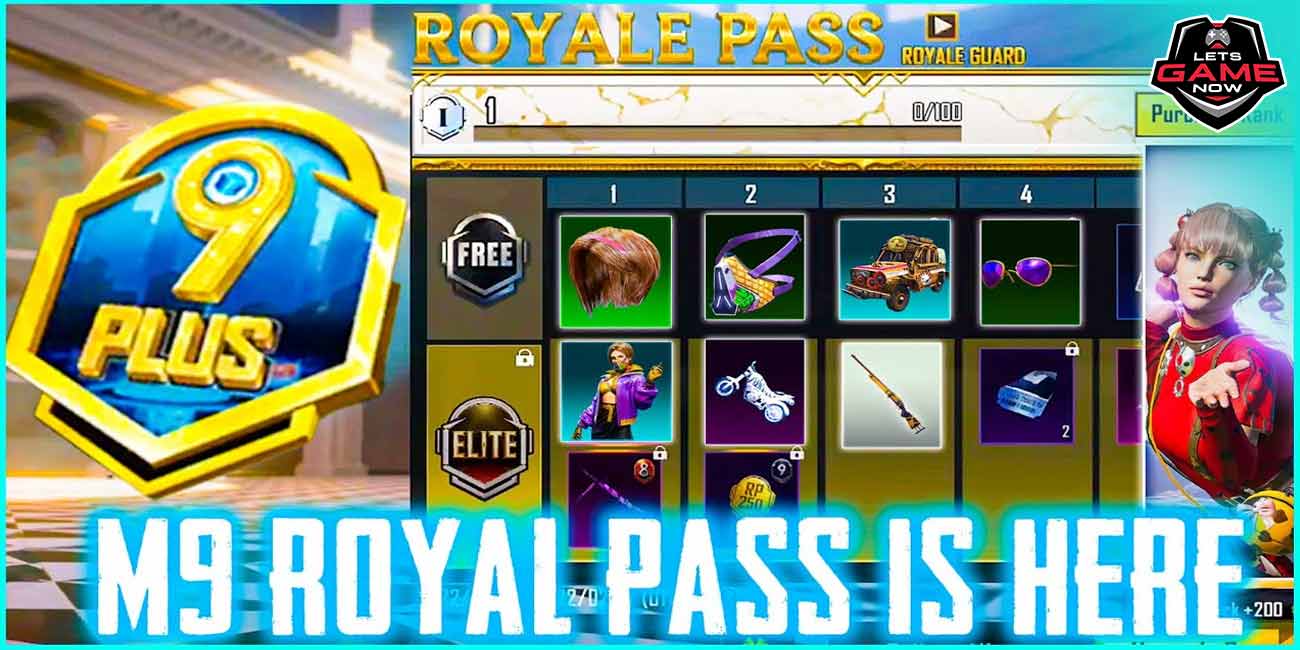 ROYALE PASS
ROYALE GUARD
LETS
GAME
NOW
I 1 0/100
1 2 3 4
FREE
9
PLUS
ELITE
2
8 9
RP
250
M9 ROYAL PASS IS HERE
+200